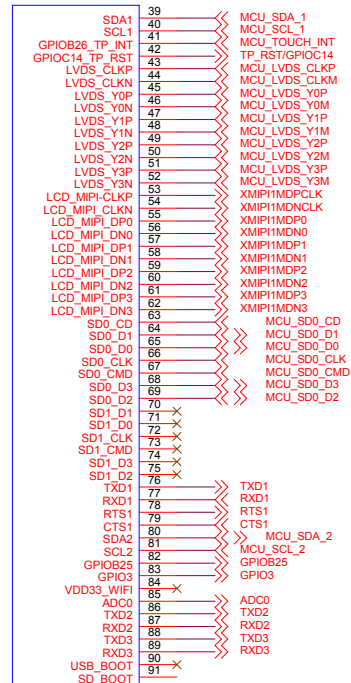 SDA1 39 MCU_SDA_1
SCL1 40 MCU_SCL_1
GPIOB26_TP_INT 41 MCU_TOUCH_INT
GPIOC14_TP_RST 42 TP_RST/GPIOC14
LVDS_CLKP 43 MCU_LVDS_CLKP
LVDS_CLKN 44 MCU_LVDS_CLKM
LVDS_Y0P 45 MCU_LVDS_Y0P
LVDS_Y0N 46 MCU_LVDS_Y0M
LVDS_Y1P 47 MCU_LVDS_Y1P
LVDS_Y1N 48 MCU_LVDS_Y1M
LVDS_Y2P 49 MCU_LVDS_Y2P
LVDS_Y2N 50 MCU_LVDS_Y2M
LVDS_Y3P 51 MCU_LVDS_Y3P
LVDS_Y3N 52 MCU_LVDS_Y3M
LCD_MIPI-CLKP 53 XMIPI1MDPCLK
LCD_MIPI_CLKN 54 XMIPI1MDNCLK
LCD_MIPI_DP0 55 XMIPI1MDP0
LCD_MIPI_DN0 56 XMIPI1MDN0
LCD_MIPI_DP1 57 XMIPI1MDP1
LCD_MIPI_DN1 58 XMIPI1MDN1
LCD_MIPI_DP2 59 XMIPI1MDP2
LCD_MIPI_DN2 60 XMIPI1MDN2
LCD_MIPI_DP3 61 XMIPI1MDP3
LCD_MIPI_DN3 62 XMIPI1MDN3
SD0_CD 63 MCU_SD0_CD
SD0_D1 64 MCU_SD0_D1
SD0_D0 65 MCU_SD0_D0
SD0_CLK 66 MCU_SD0_CLK
SD0_CMD 67 MCU_SD0_CMD
SD0_D3 68 MCU_SD0_D3
SD0_D2 69 MCU_SD0_D2
SD1_D1 70
SD1_D0 71
SD1_CLK 72
SD1_CMD 73
SD1_D3 74
SD1_D2 75
TXD1 76 TXD1
RXD1 77 RXD1
RTS1 78 RTS1
CTS1 79 CTS1
SDA2 80 MCU_SDA_2
SCL2 81 MCU_SCL_2
GPIOB25 82 GPIOB25
GPIO3 83 GPIO3
VDD33_WIFI 84
ADC0 85 ADC0
TXD2 86 TXD2
RXD2 87 RXD2
TXD3 88 TXD3
RXD3 89 RXD3
USB_BOOT 90
SD_BOOT 91